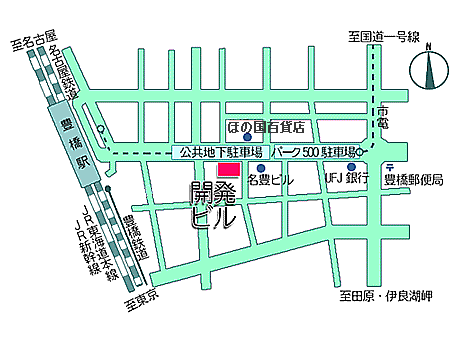 至名古屋
名古屋鉄道
至国道一号線
N
市電
ほの国百貨店
公共地下駐車場
パーク500駐車場
豊橋駅
開発
ビル
名豊ビル
UFJ銀行
豊橋郵便局
JR東海道本線
JR新幹線
豊橋鉄道
至東京
至田原・伊良湖岬